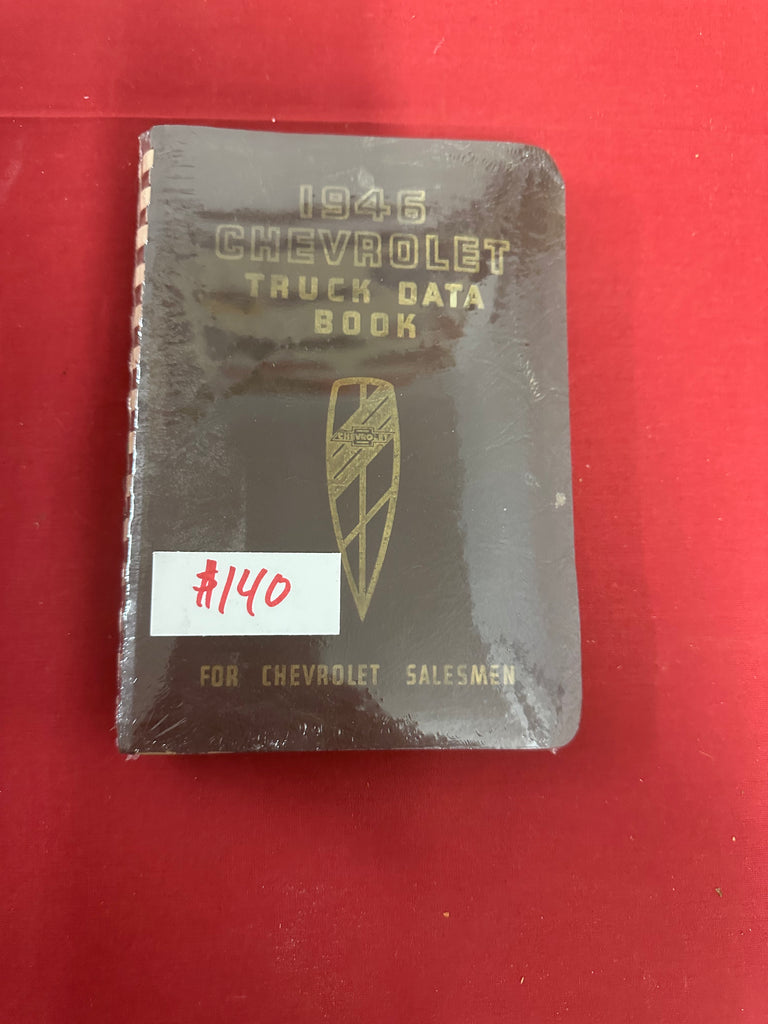 1946
CHEVROLET
TRUCK DATA
BOOK
CHEVROLET
#140
FOR CHEVROLET SALESMEN